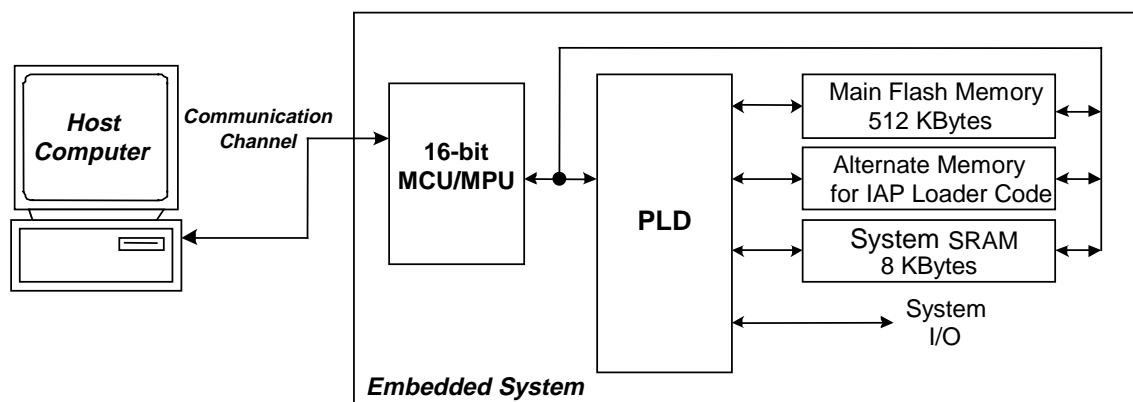 Host
Computer
Communication
Channel
16-bit
MCU/MPU
PLD
Main Flash Memory
512 KBytes
Alternate Memory
for IAP Loader Code
System SRAM
8 KBytes
System
I/O
Embedded System